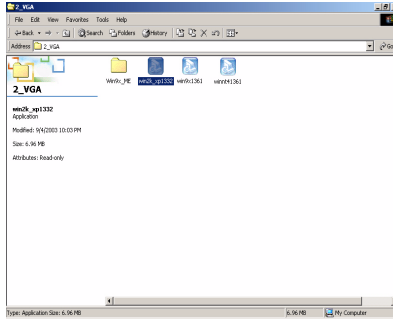 2_VGA
File Edit View Favorites Tools Help
Back Search Folders History
Address 2_VGA Go
Win9x_ME win2k_xp1332 win9x1361 winnt41361
2_VGA
win2k_xp1332
Application
Modified: 9/4/2003 10:03 PM
Size: 6.96 MB
Attributes: Read-only
Type: Application Size: 6.96 MB 6.96 MB My Computer